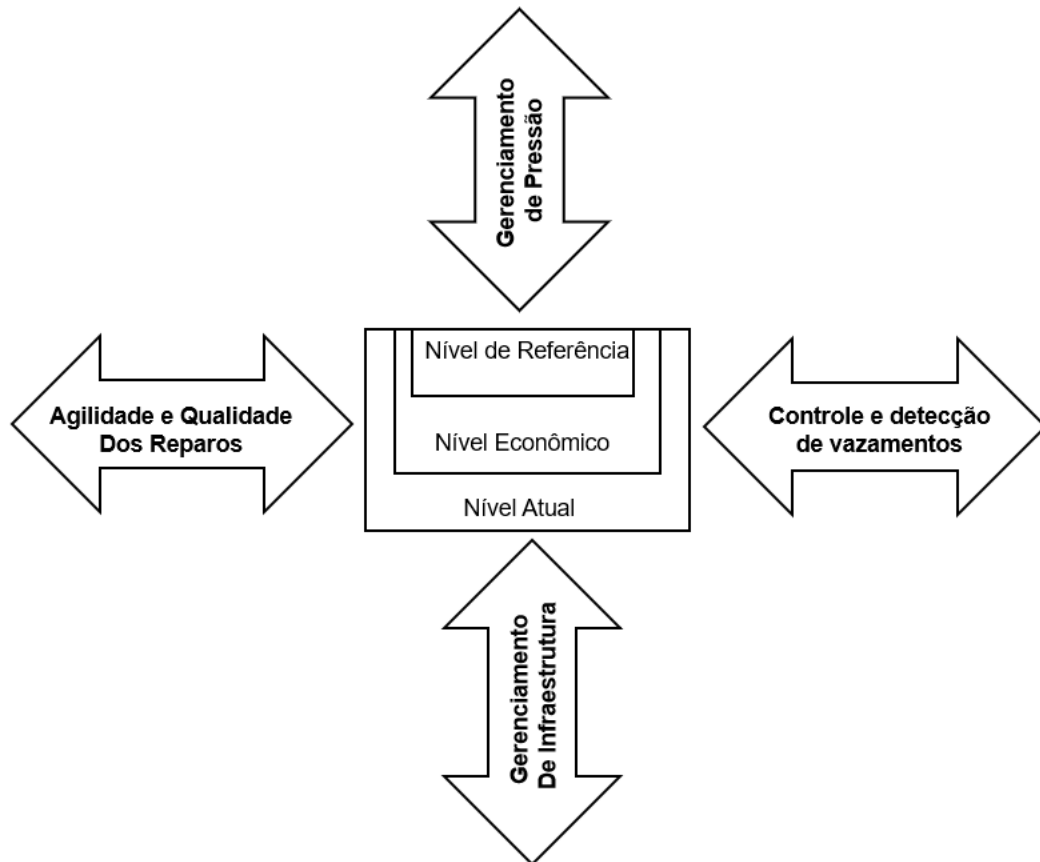 Gerenciamento
de Pressão
Nível de Referência
Agilidade e Qualidade
Dos Reparos
Controle e detecção
de vazamentos
Nível Econômico
Nível Atual
Gerenciamento
De Infraestrutura